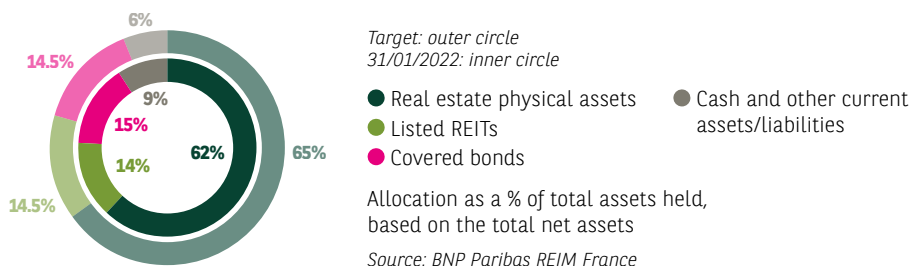 6%
14.5%
9%
15%
62%
65%
14%
14.5%
Target: outer circle
31/01/2022: inner circle
Real estate physical assets
Listed REITs
Covered bonds
Cash and other current
assets/liabilities
Allocation as a % of total assets held,
based on the total net assets
Source: BNP Paribas REIM France